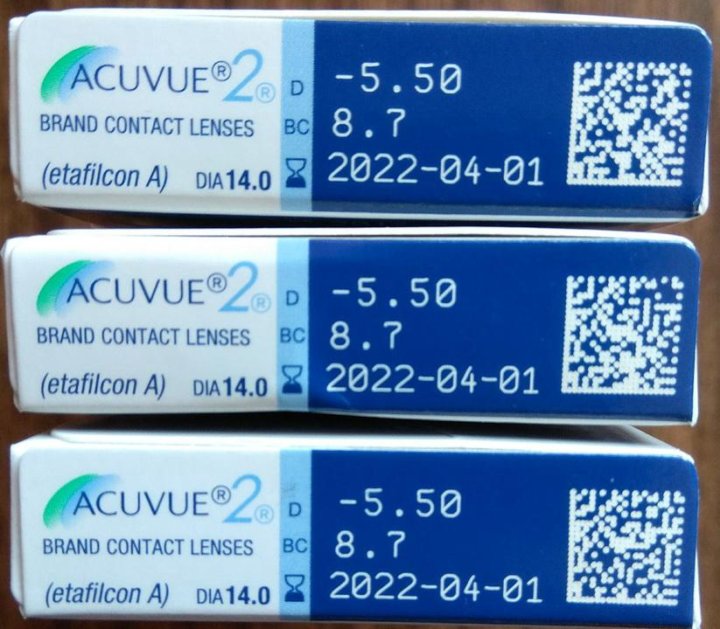 ACUVUE®2® D -5.50
BRAND CONTACT LENSES BC 8.7
(etafilcon A) DIA14.0 2022-04-01
ACUVUE®2® D -5.50
BRAND CONTACT LENSES BC 8.7
(etafilcon A) DIA14.0 2022-04-01
ACUVUE®2® D -5.50
BRAND CONTACT LENSES BC 8.7
(etafilcon A) DIA14.0 2022-04-01